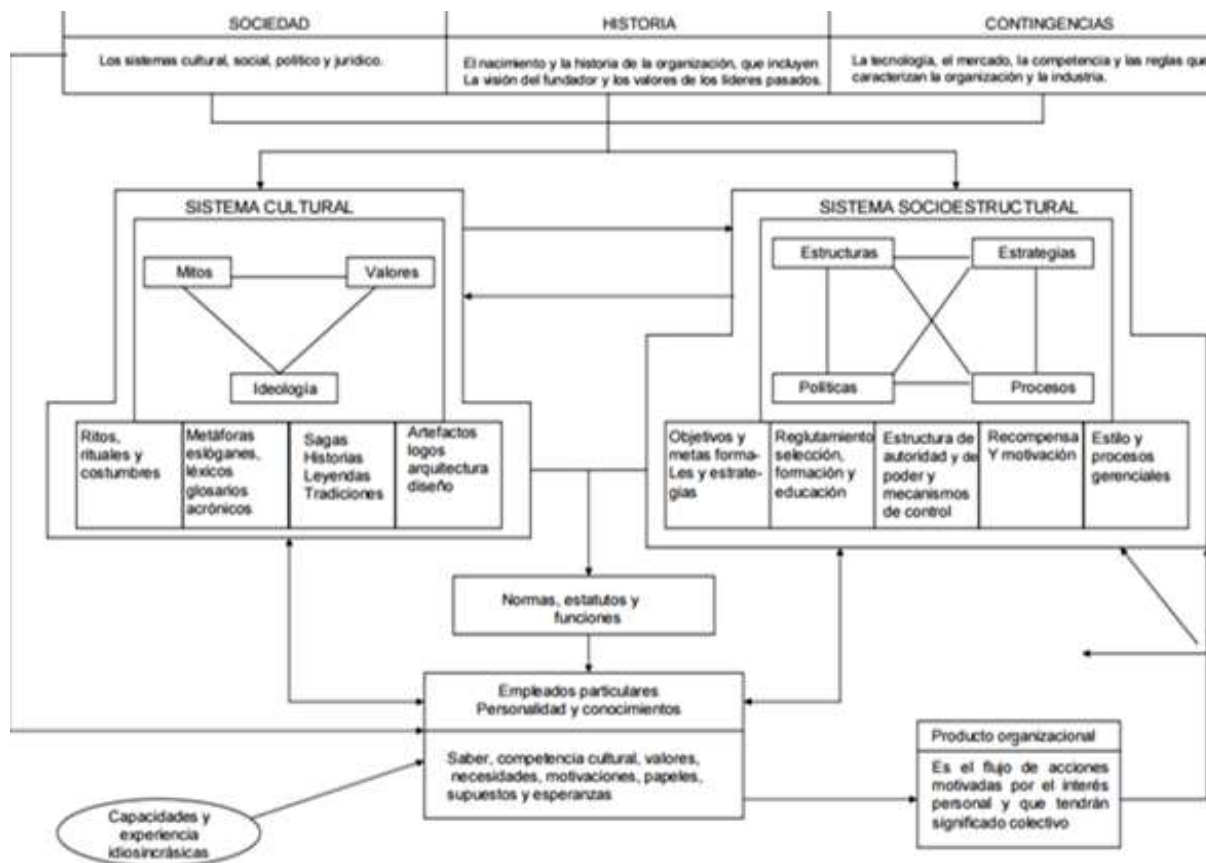 SOCIEDAD
HISTORIA
CONTINGENCIAS
Los sistemas cultural, social, político y jurídico.
El nacimiento y la historia de la organización, que incluyen
La visión del fundador y los valores de los líderes pasados.
La tecnología, el mercado, la competencia y las reglas que
caracterizan la organización y la industria.
SISTEMA CULTURAL
Mitos
Valores
Ideología
Ritos,
rituales y
costumbres
Metáforas
eslóganes,
léxicos
glosarios
acrónicos
Sagas
Historias
Leyendas
Tradiciones
Artefactos
logos
arquitectura
diseño
SISTEMA SOCIOESTRUCTURAL
Estructuras
Estrategias
Políticas
Procesos
Objetivos y
metas forma-
Les y estrate-
gias
Reglutamiento
selección,
formación y
educación
Estructura de
autoridad y de
poder y
mecanismos
de control
Recompensa
Y motivación
Estilo y
procesos
gerenciales
Normas, estatutos y
funciones
Empleados particulares
Personalidad y conocimientos
Saber, competencia cultural, valores,
necesidades, motivaciones, papeles,
supuestos y esperanzas
Capacidades y
experiencia
idiosincrásicas
Producto organizacional
Es el flujo de acciones
motivadas por el interés
personal y que tendrán
significado colectivo